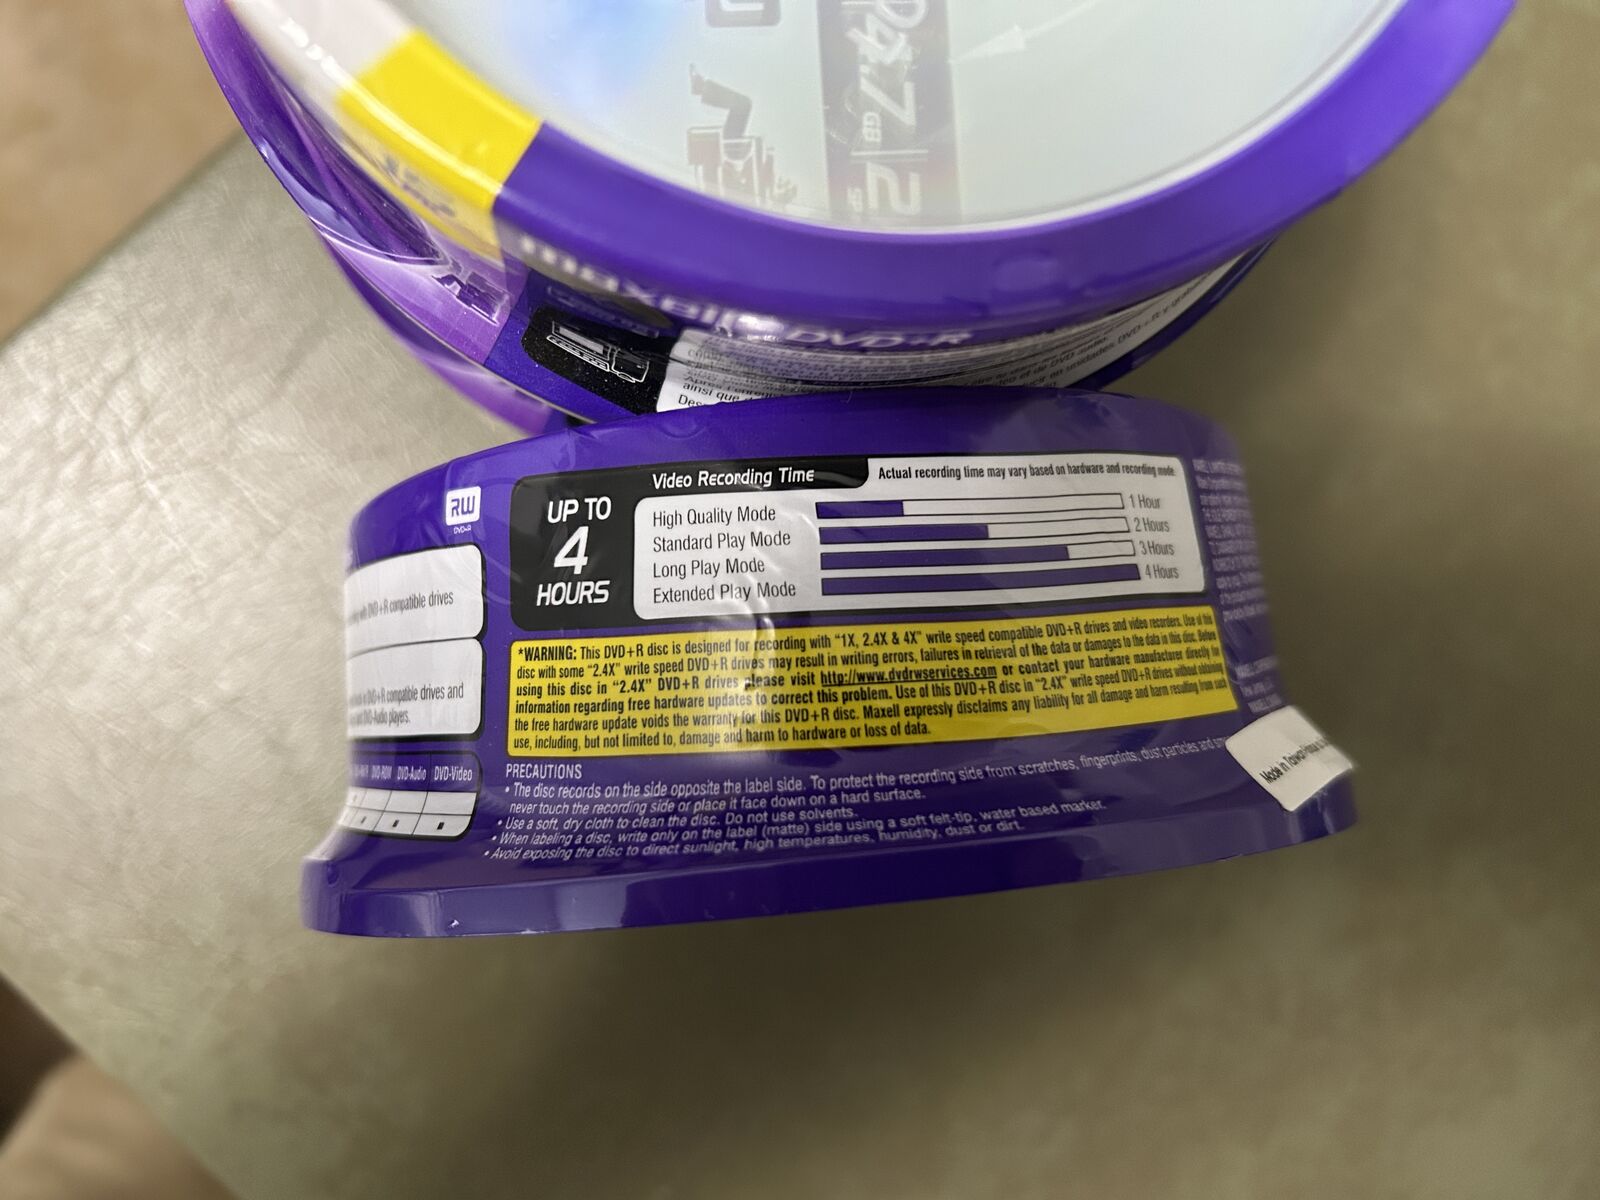 4.7
GB
maxell DVD+R
ainsi que
RW
DVD+R
DVD+R compatible drives
DVD+R compatible drives and
DVD-Audio players.
DVD-ROM DVD-Audio DVD-Video
UP TO
4
HOURS
Video Recording Time
Actual recording time may vary based on hardware and recording mode
High Quality Mode 1 Hour
Standard Play Mode 2 Hours
Long Play Mode 3 Hours
Extended Play Mode 4 Hours
*WARNING: This DVD+R disc is designed for recording with “1X, 2.4X & 4X” write speed compatible DVD+R drives and video recorders. Use of this
disc with some “2.4X” write speed DVD+R drives may result in writing errors, failures in retrieval of the data or damages to the data in this disc. Before
using this disc in “2.4X” DVD+R drives please visit http://www.dvdrwservices.com or contact your hardware manufacturer directly for
information regarding free hardware updates to correct this problem. Use of this DVD+R disc in “2.4X” write speed DVD+R drives without obtaining
the free hardware update voids the warranty for this DVD+R disc. Maxell expressly disclaims any liability for all damage and harm resulting from such
use, including, but not limited to, damage and harm to hardware or loss of data.
PRECAUTIONS
• The disc records on the side opposite the label side. To protect the recording side from scratches, fingerprints, dust particles and
never touch the recording side or place it face down on a hard surface.
• Use a soft, dry cloth to clean the disc. Do not use solvents.
• When labeling a disc, write only on the label (matte) side using a soft felt-tip, water based marker.
• Avoid exposing the disc to direct sunlight, high temperatures, humidity, dust or dirt.
Made in Taiwan